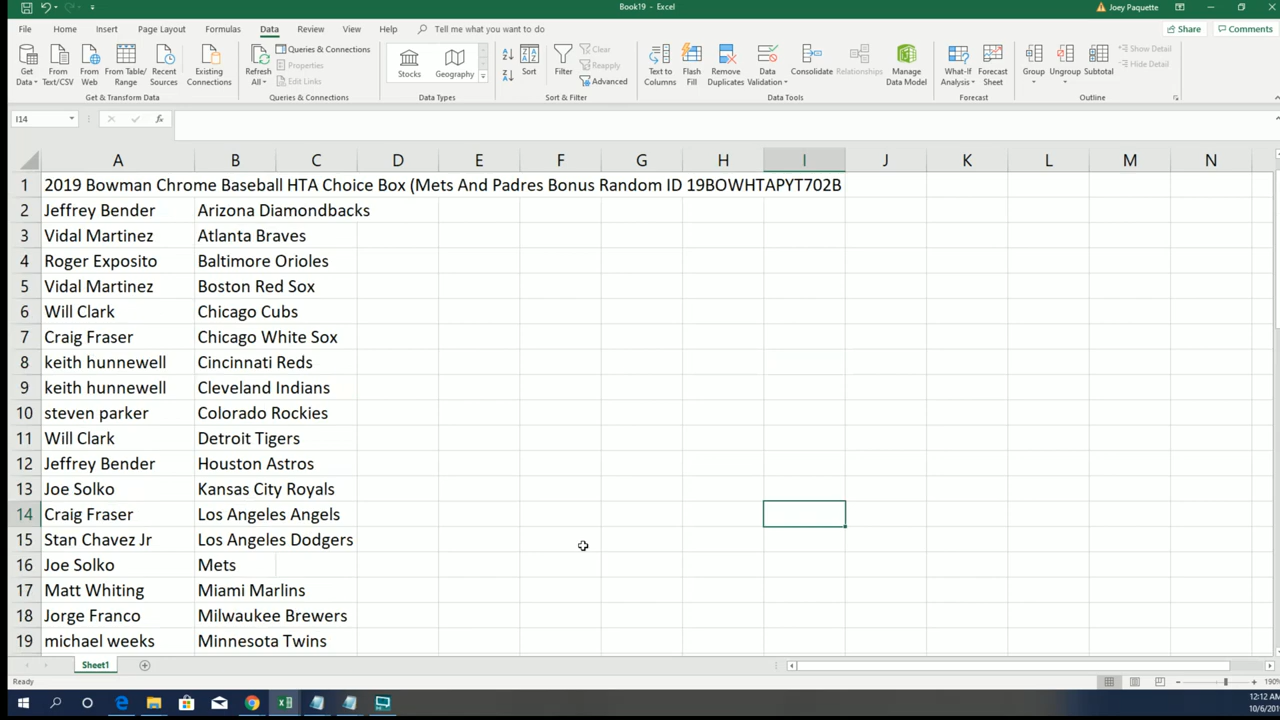 Book19 - Excel
Joey Paquette
File Home Insert Page Layout Formulas Data Review View Help Tell me what you want to do Share Comments
Get Data From Text/CSV From Web From Table/Range Recent Sources Existing Connections
Get & Transform Data
Refresh All Queries & Connections Properties Edit Links
Queries & Connections
Stocks Geography
Data Types
Sort Filter Clear Reapply Advanced
Sort & Filter
Text to Columns Flash Fill Remove Duplicates Data Validation Consolidate Relationships Manage Data Model
Data Tools
What-If Analysis Forecast Sheet
Forecast
Group Ungroup Subtotal Show Detail Hide Detail
Outline
I14 fx
A B C D E F G H I J K L M N
1 2019 Bowman Chrome Baseball HTA Choice Box (Mets And Padres Bonus Random ID 19BOWHTAPYT702B
2 Jeffrey Bender Arizona Diamondbacks
3 Vidal Martinez Atlanta Braves
4 Roger Exposito Baltimore Orioles
5 Vidal Martinez Boston Red Sox
6 Will Clark Chicago Cubs
7 Craig Fraser Chicago White Sox
8 keith hunnewell Cincinnati Reds
9 keith hunnewell Cleveland Indians
10 steven parker Colorado Rockies
11 Will Clark Detroit Tigers
12 Jeffrey Bender Houston Astros
13 Joe Solko Kansas City Royals
14 Craig Fraser Los Angeles Angels
15 Stan Chavez Jr Los Angeles Dodgers
16 Joe Solko Mets
17 Matt Whiting Miami Marlins
18 Jorge Franco Milwaukee Brewers
19 michael weeks Minnesota Twins
Sheet1
Ready
12:12 AM